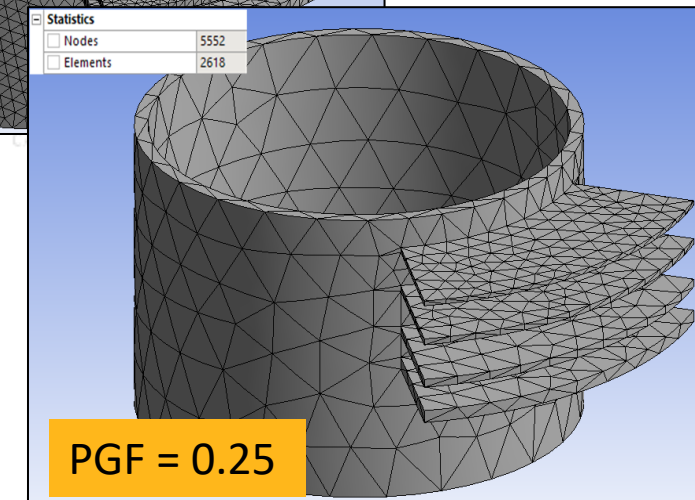 Statistics
Nodes 5552
Elements 2618
PGF = 0.25